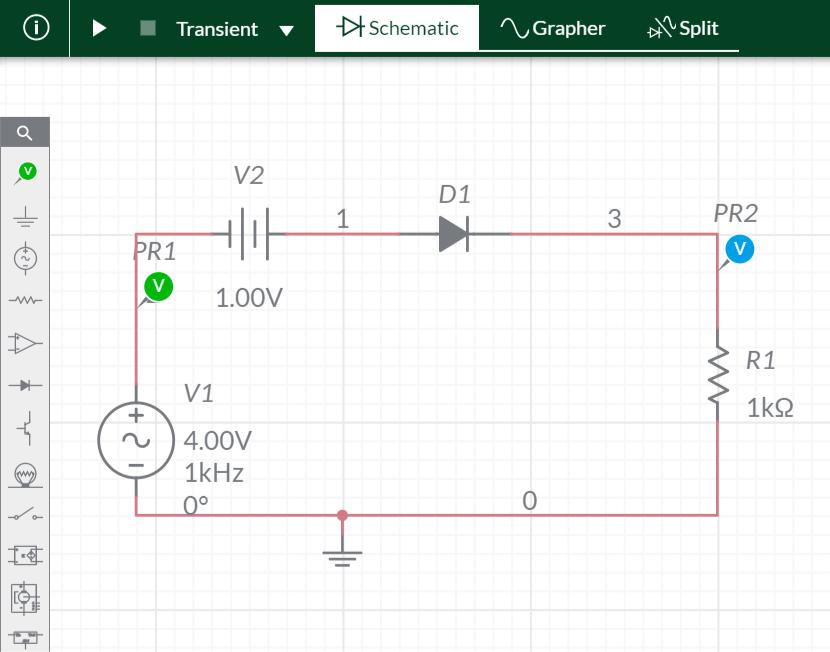 Transient
Schematic
Grapher
Split
V
V2
1
D1
3
PR2
V
PR1
V
1.00V
V1
4.00V
1kHz
0°
R1
1kΩ
0